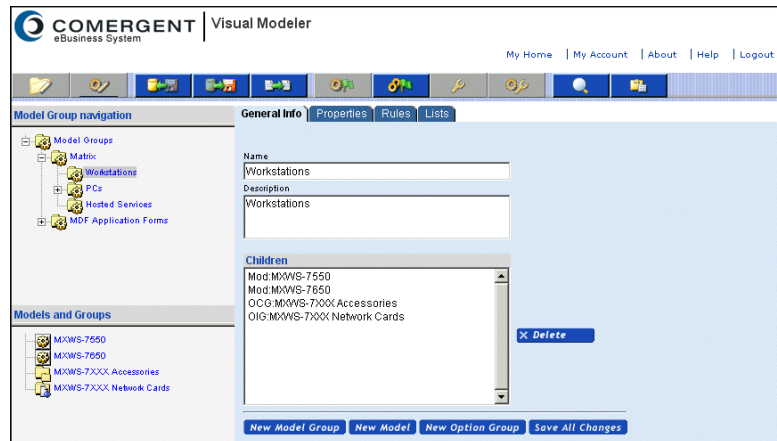 COMERGENT
eBusiness System
Visual Modeler
My Home | My Account | About | Help | Logout
Model Group navigation
General Info
Properties
Rules
Lists
Model Groups
Matrix
Workstations
PCs
Hosted Services
MDF Application Forms
Name
Workstations
Description
Workstations
Children
Mod:MXWS-7550
Mod:MXWS-7650
OCG:MXWS-7XXX Accessories
OIG:MXWS-7XXX Network Cards
X Delete
Models and Groups
MXWS-7550
MXWS-7650
MXWS-7XXX Accessories
MXWS-7XXX Network Cards
New Model Group
New Model
New Option Group
Save All Changes